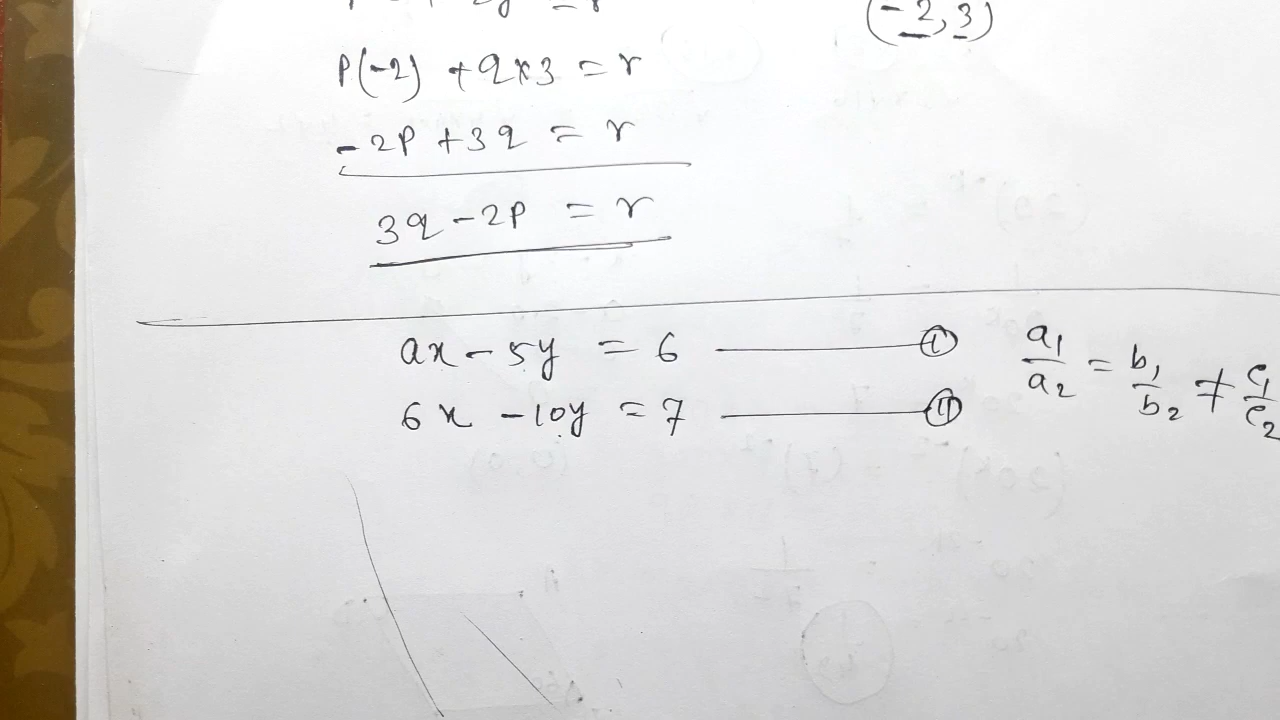 (-2, 3)
P(-2) + q×3 = r
-2P + 3q = r
3q - 2P = r
ax - 5y = 6 —— (I)
6x - 10y = 7 —— (II)
a₁/a₂ = b₁/b₂ ≠ c₁/c₂